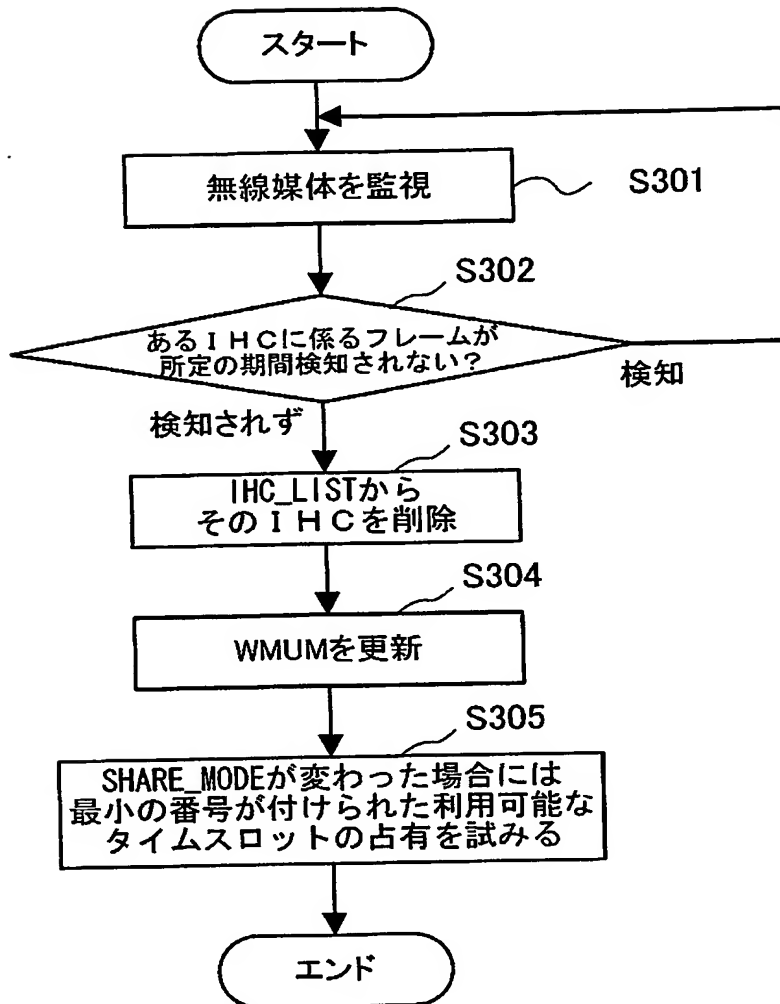 スタート
無線媒体を監視
S301
S302
あるIHCに係るフレームが
所定の期間検知されない?
検知
検知されず
S303
IHC_LISTから
そのIHCを削除
S304
WMUMを更新
S305
SHARE_MODEが変わった場合には
最小の番号が付けられた利用可能な
タイムスロットの占有を試みる
エンド